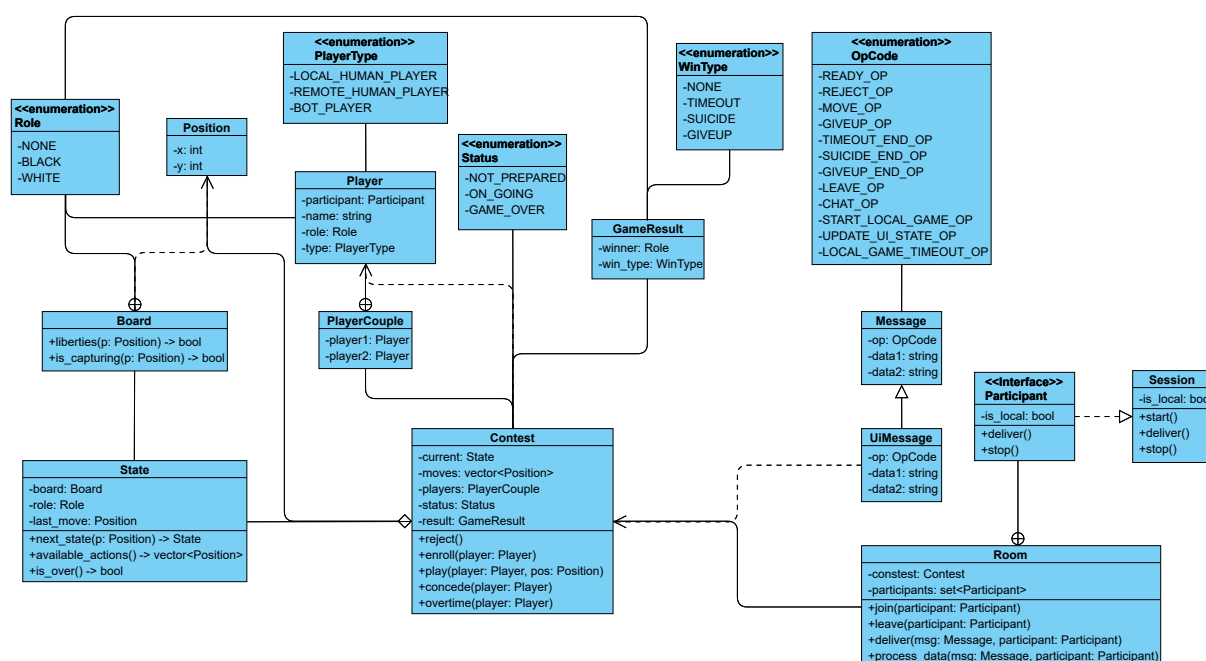 <<enumeration>>
Role
-NONE
-BLACK
-WHITE
Position
-x: int
-y: int
<<enumeration>>
PlayerType
-LOCAL_HUMAN_PLAYER
-REMOTE_HUMAN_PLAYER
-BOT_PLAYER
Player
-participant: Participant
-name: string
-role: Role
-type: PlayerType
<<enumeration>>
Status
-NOT_PREPARED
-ON_GOING
-GAME_OVER
<<enumeration>>
WinType
-NONE
-TIMEOUT
-SUICIDE
-GIVEUP
GameResult
-winner: Role
-win_type: WinType
<<enumeration>>
OpCode
-READY_OP
-REJECT_OP
-MOVE_OP
-GIVEUP_OP
-TIMEOUT_END_OP
-SUICIDE_END_OP
-GIVEUP_END_OP
-LEAVE_OP
-CHAT_OP
-START_LOCAL_GAME_OP
-UPDATE_UI_STATE_OP
-LOCAL_GAME_TIMEOUT_OP
Board
+liberties(p: Position) -> bool
+is_capturing(p: Position) -> bool
PlayerCouple
-player1: Player
-player2: Player
Message
-op: OpCode
-data1: string
-data2: string
<<Interface>>
Participant
-is_local: bool
+deliver()
+stop()
Session
-is_local: bool
+start()
+deliver()
+stop()
State
-board: Board
-role: Role
-last_move: Position
+next_state(p: Position) -> State
+available_actions() -> vector<Position>
+is_over() -> bool
Contest
-current: State
-moves: vector<Position>
-players: PlayerCouple
-status: Status
-result: GameResult
+reject()
+enroll(player: Player)
+play(player: Player, pos: Position)
+concede(player: Player)
+overtime(player: Player)
UiMessage
-op: OpCode
-data1: string
-data2: string
Room
-constest: Contest
-participants: set<Participant>
+join(participant: Participant)
+leave(participant: Participant)
+deliver(msg: Message, participant: Participant)
+process_data(msg: Message, participant: Participant)